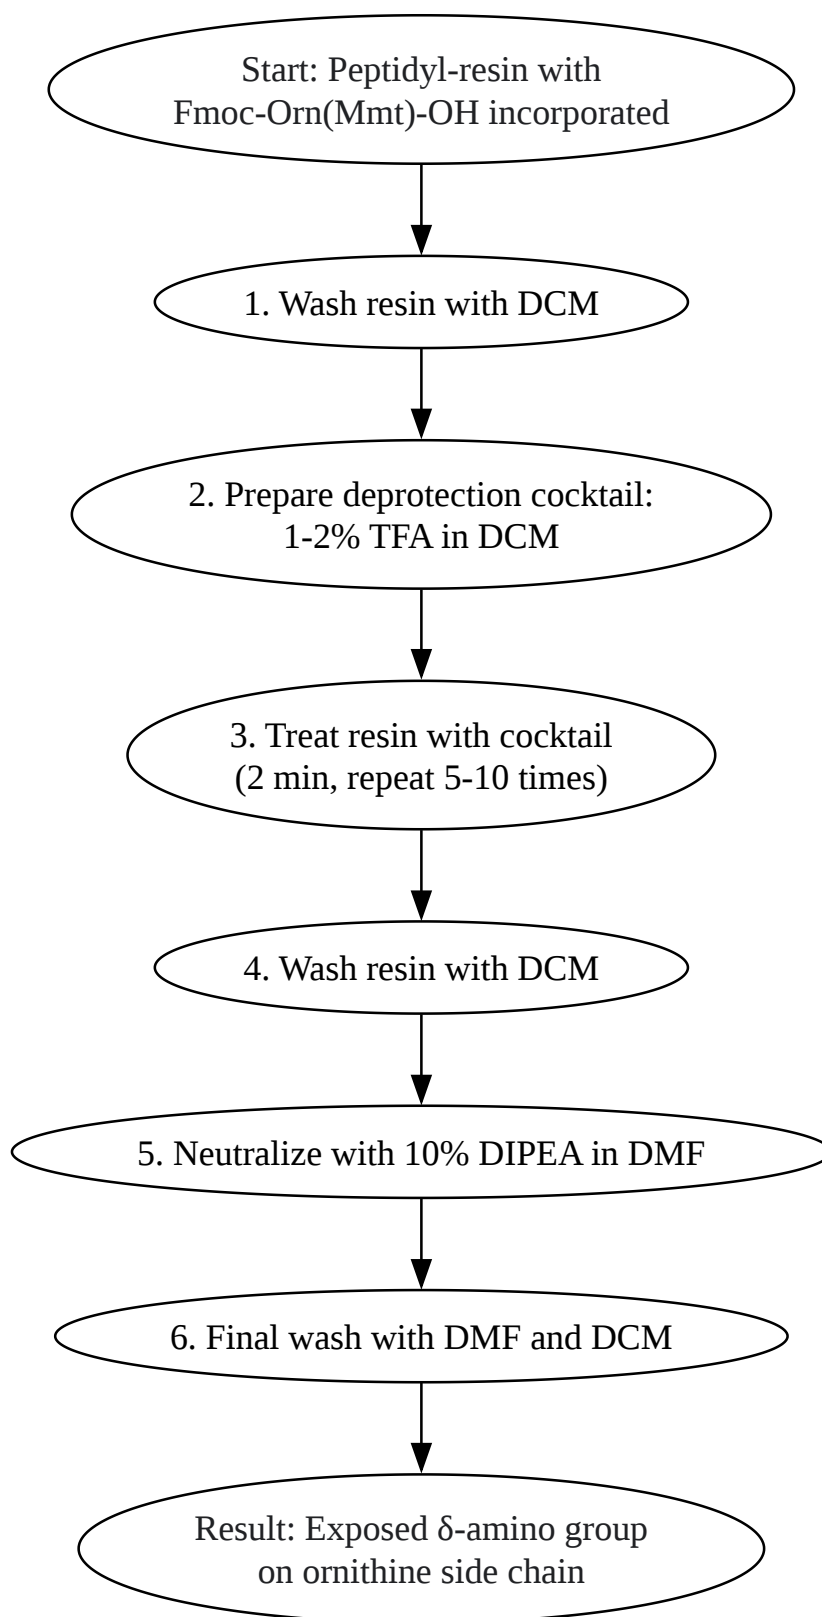 Start: Peptidyl-resin with
Fmoc-Orn(Mmt)-OH incorporated
1. Wash resin with DCM
2. Prepare deprotection cocktail:
1-2% TFA in DCM
3. Treat resin with cocktail
(2 min, repeat 5-10 times)
4. Wash resin with DCM
5. Neutralize with 10% DIPEA in DMF
6. Final wash with DMF and DCM
Result: Exposed δ-amino group
on ornithine side chain